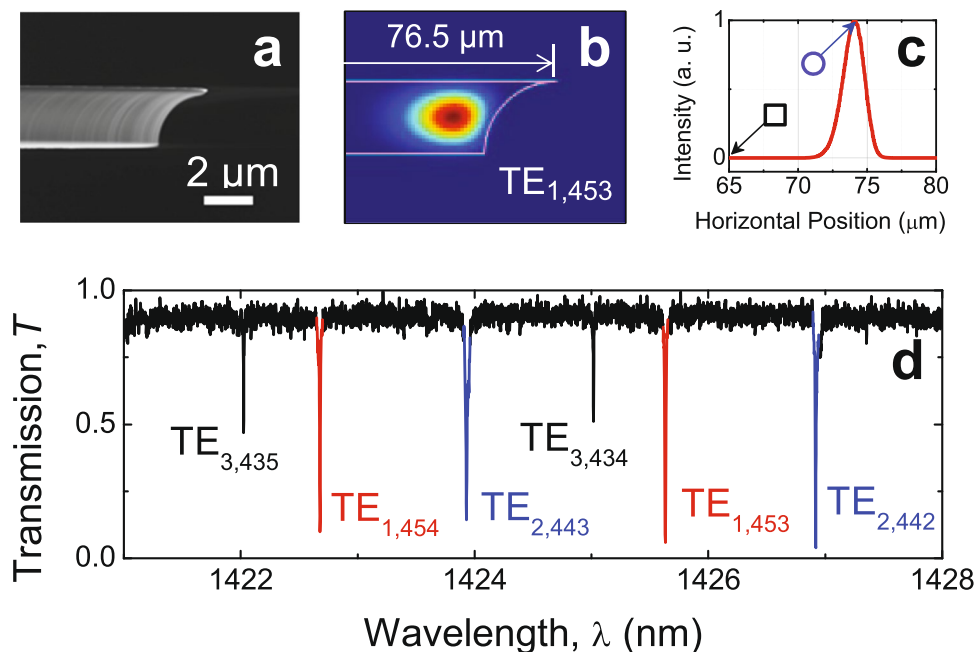 a
2 μm
b
76.5 μm
TE1,453
c
Intensity (a. u.)
1
0
65 70 75 80
Horizontal Position (μm)
d
Transmission, T
1.0
0.5
0.0
TE3,435
TE1,454
TE2,443
TE3,434
TE1,453
TE2,442
1422 1424 1426 1428
Wavelength, λ (nm)